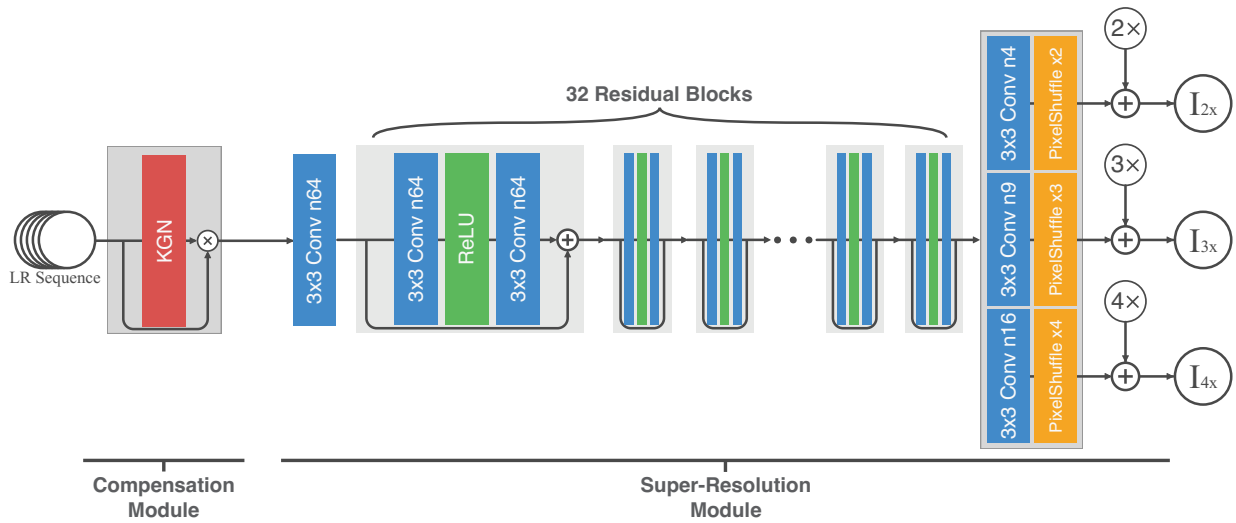 32 Residual Blocks
LR Sequence
KGN
×
3x3 Conv n64
3x3 Conv n64
ReLU
3x3 Conv n64
+
3x3 Conv n4
PixelShuffle x2
2×
+
I2x
3x3 Conv n9
PixelShuffle x3
3×
+
I3x
3x3 Conv n16
PixelShuffle x4
4×
+
I4x
Compensation
Module
Super-Resolution
Module